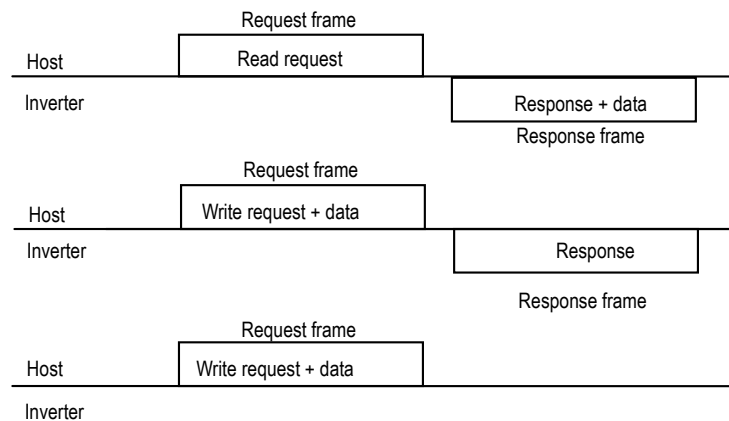 Request frame
Host Read request
Inverter Response + data
Response frame
Request frame
Host Write request + data
Inverter Response
Response frame
Request frame
Host Write request + data
Inverter